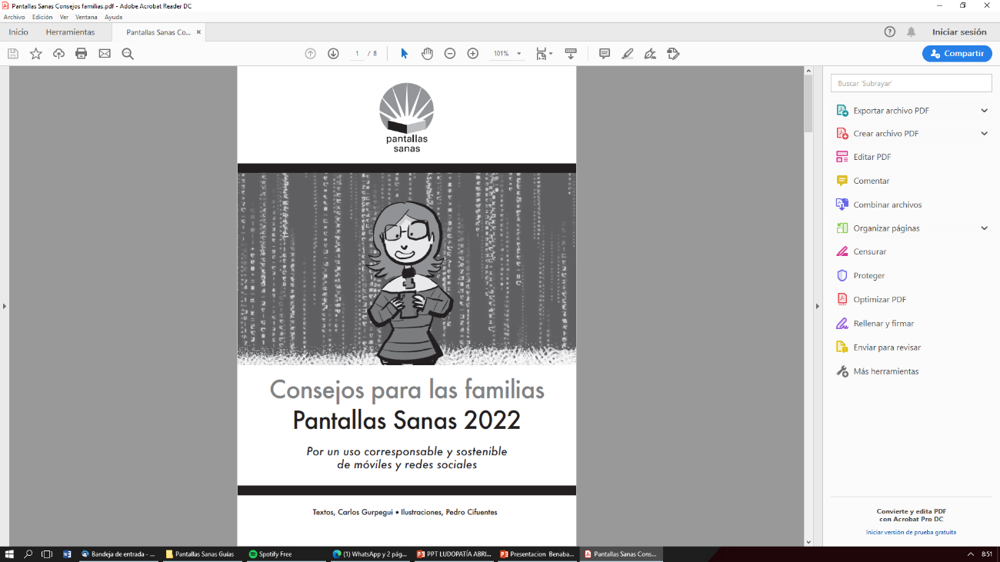 Pantallas Sanas Consejos familias.pdf - Adobe Acrobat Reader DC
Archivo Edición Ver Ventana Ayuda
Inicio Herramientas Pantallas Sanas Co... × Iniciar sesión
1 / 8 101% Compartir
Buscar 'Subrayar'
Exportar archivo PDF
Crear archivo PDF
Editar PDF
Comentar
Combinar archivos
Organizar páginas
Censurar
Proteger
Optimizar PDF
Rellenar y firmar
Enviar para revisar
Más herramientas
Convierte y edita PDF
con Acrobat Pro DC
Iniciar versión de prueba gratuita
pantallas
sanas
Consejos para las familias
Pantallas Sanas 2022
Por un uso corresponsable y sostenible
de móviles y redes sociales
Textos, Carlos Gurpegui • Ilustraciones, Pedro Cifuentes
Bandeja de entrada - ... Pantallas Sanas Guías Spotify Free (1) WhatsApp y 2 pág... PPT LUDOPATÍA ABRI... Presentacion Benaba... Pantallas Sanas Cons... 8:51